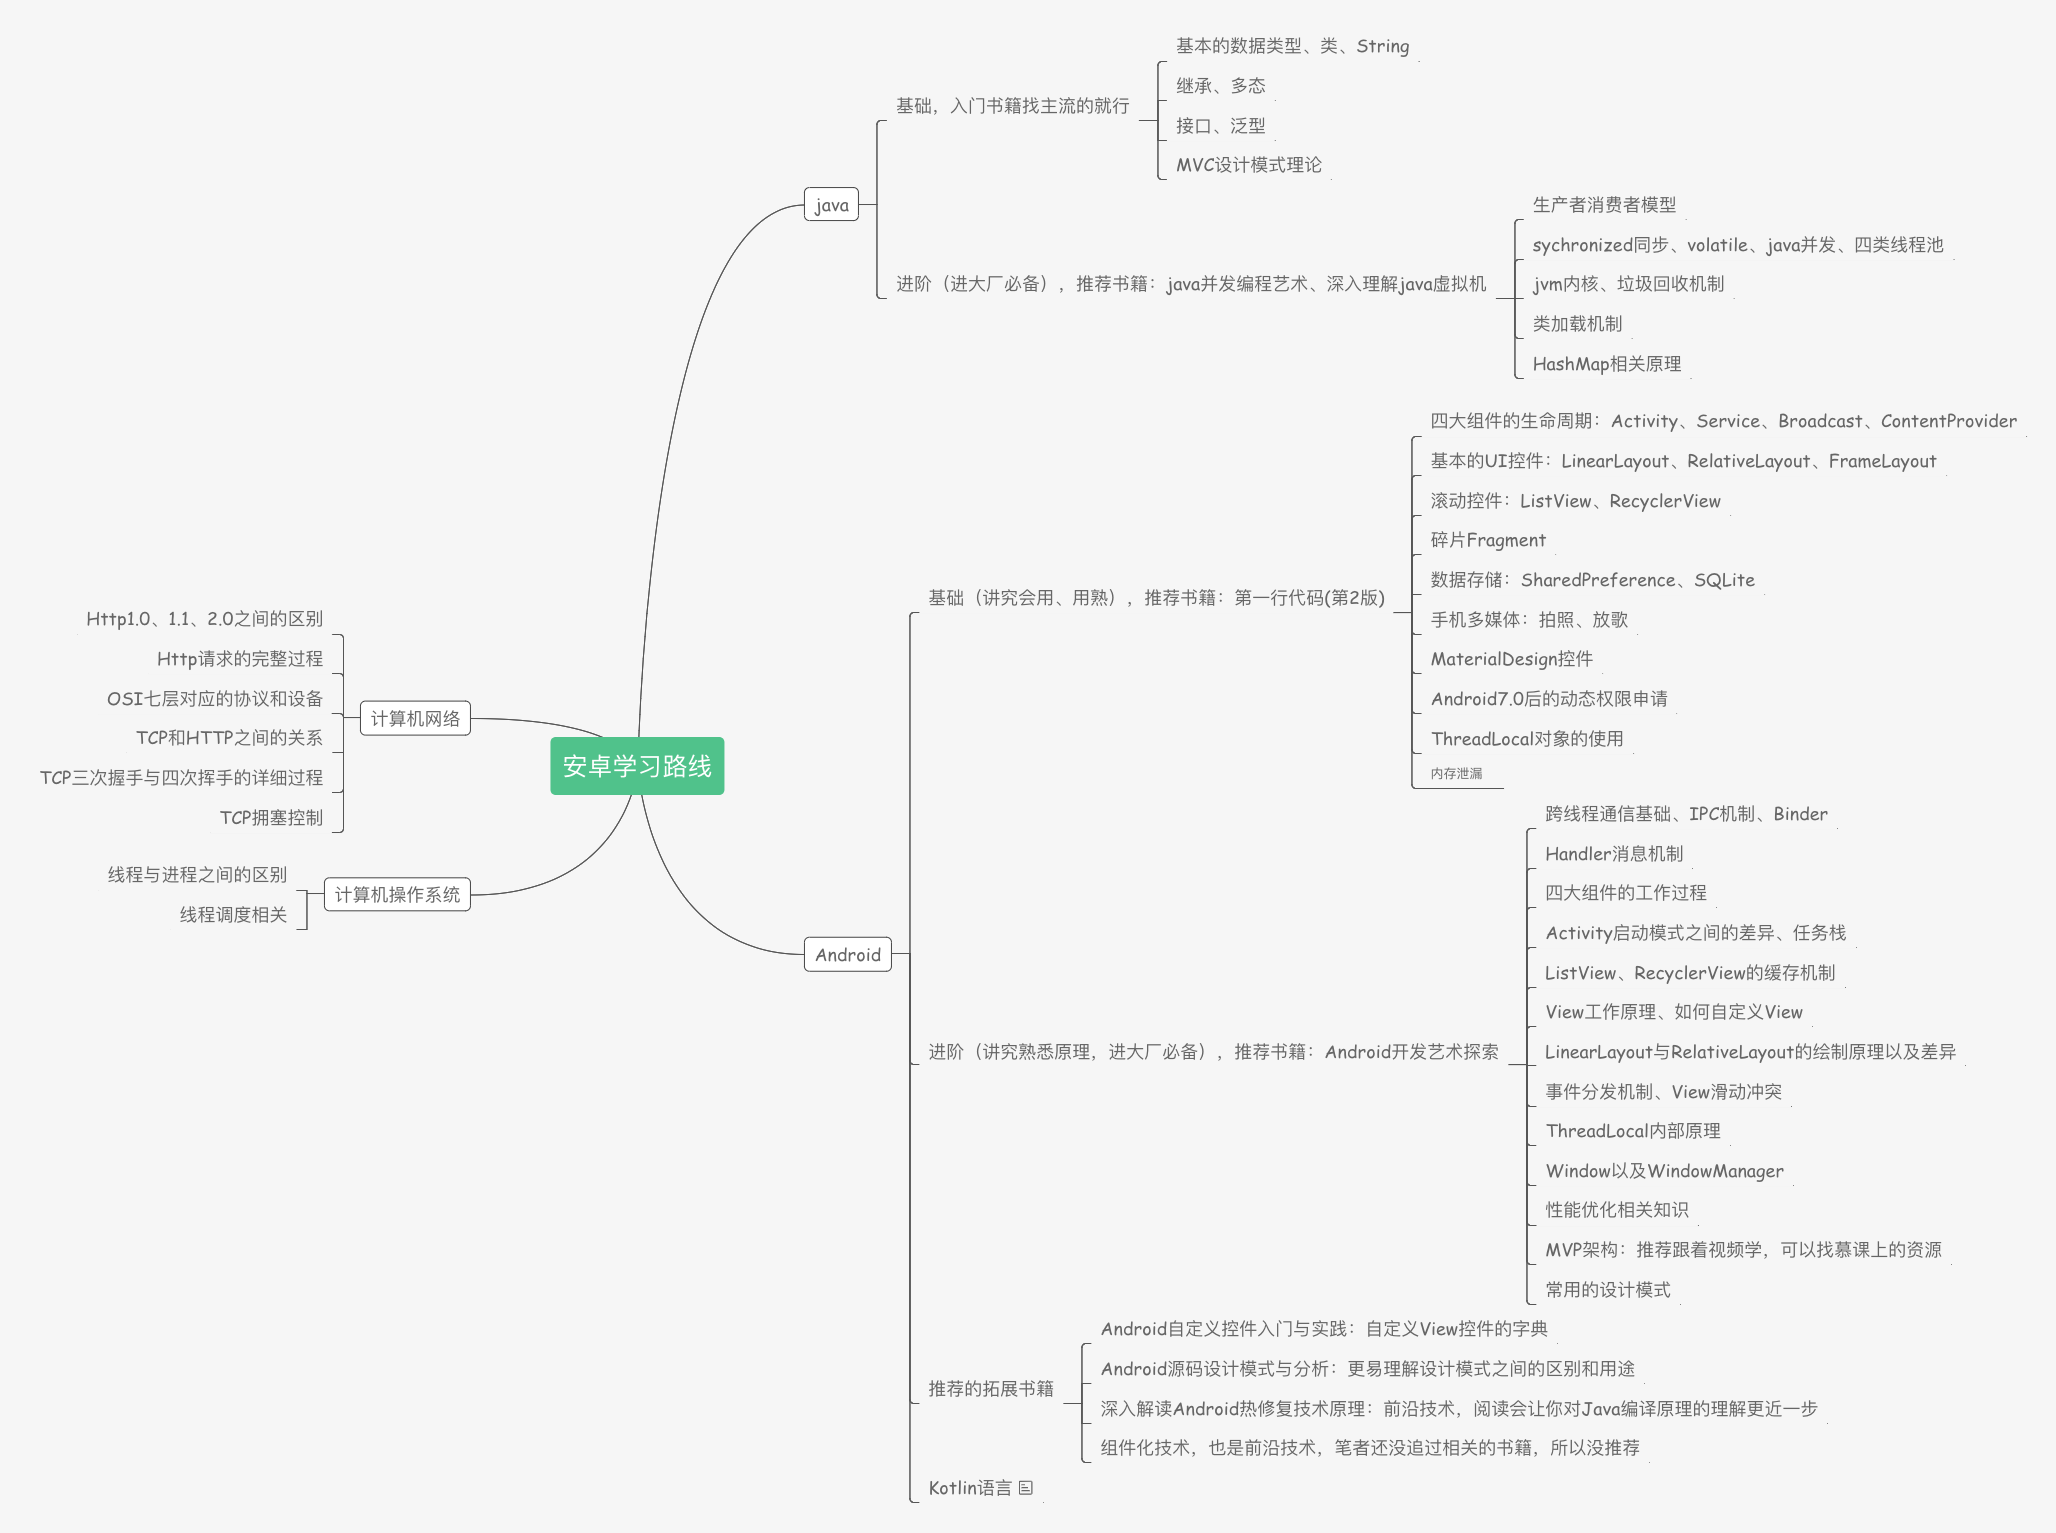 安卓学习路线
java
基础，入门书籍找主流的就行
基本的数据类型、类、String
继承、多态
接口、泛型
MVC设计模式理论
进阶（进大厂必备），推荐书籍：java并发编程艺术、深入理解java虚拟机
生产者消费者模型
sychronized同步、volatile、java并发、四类线程池
jvm内核、垃圾回收机制
类加载机制
HashMap相关原理
Android
基础（讲究会用、用熟），推荐书籍：第一行代码(第2版)
四大组件的生命周期：Activity、Service、Broadcast、ContentProvider
基本的UI控件：LinearLayout、RelativeLayout、FrameLayout
滚动控件：ListView、RecyclerView
碎片Fragment
数据存储：SharedPreference、SQLite
手机多媒体：拍照、放歌
MaterialDesign控件
Android7.0后的动态权限申请
ThreadLocal对象的使用
内存泄漏
进阶（讲究熟悉原理，进大厂必备），推荐书籍：Android开发艺术探索
跨线程通信基础、IPC机制、Binder
Handler消息机制
四大组件的工作过程
Activity启动模式之间的差异、任务栈
ListView、RecyclerView的缓存机制
View工作原理、如何自定义View
LinearLayout与RelativeLayout的绘制原理以及差异
事件分发机制、View滑动冲突
ThreadLocal内部原理
Window以及WindowManager
性能优化相关知识
MVP架构：推荐跟着视频学，可以找慕课上的资源
常用的设计模式
推荐的拓展书籍
Android自定义控件入门与实践：自定义View控件的字典
Android源码设计模式与分析：更易理解设计模式之间的区别和用途
深入解读Android热修复技术原理：前沿技术，阅读会让你对Java编译原理的理解更近一步
组件化技术，也是前沿技术，笔者还没追过相关的书籍，所以没推荐
Kotlin语言
计算机网络
Http1.0、1.1、2.0之间的区别
Http请求的完整过程
OSI七层对应的协议和设备
TCP和HTTP之间的关系
TCP三次握手与四次挥手的详细过程
TCP拥塞控制
计算机操作系统
线程与进程之间的区别
线程调度相关